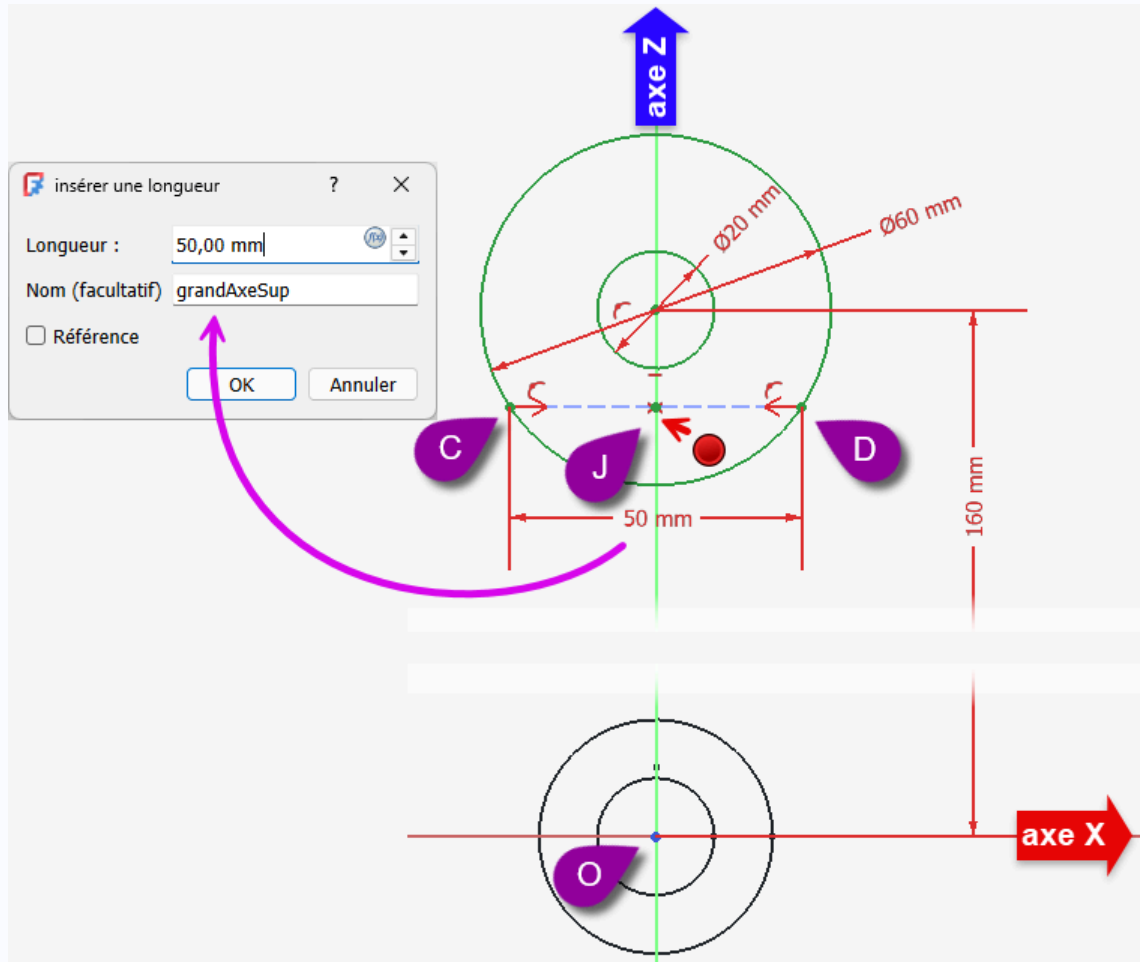 axe Z
insérer une longueur
?
Longueur :
50,00 mm
f(x)
Nom (facultatif)
grandAxeSup
Référence
OK
Annuler
Ø20 mm
Ø60 mm
C
J
D
50 mm
160 mm
axe X
O